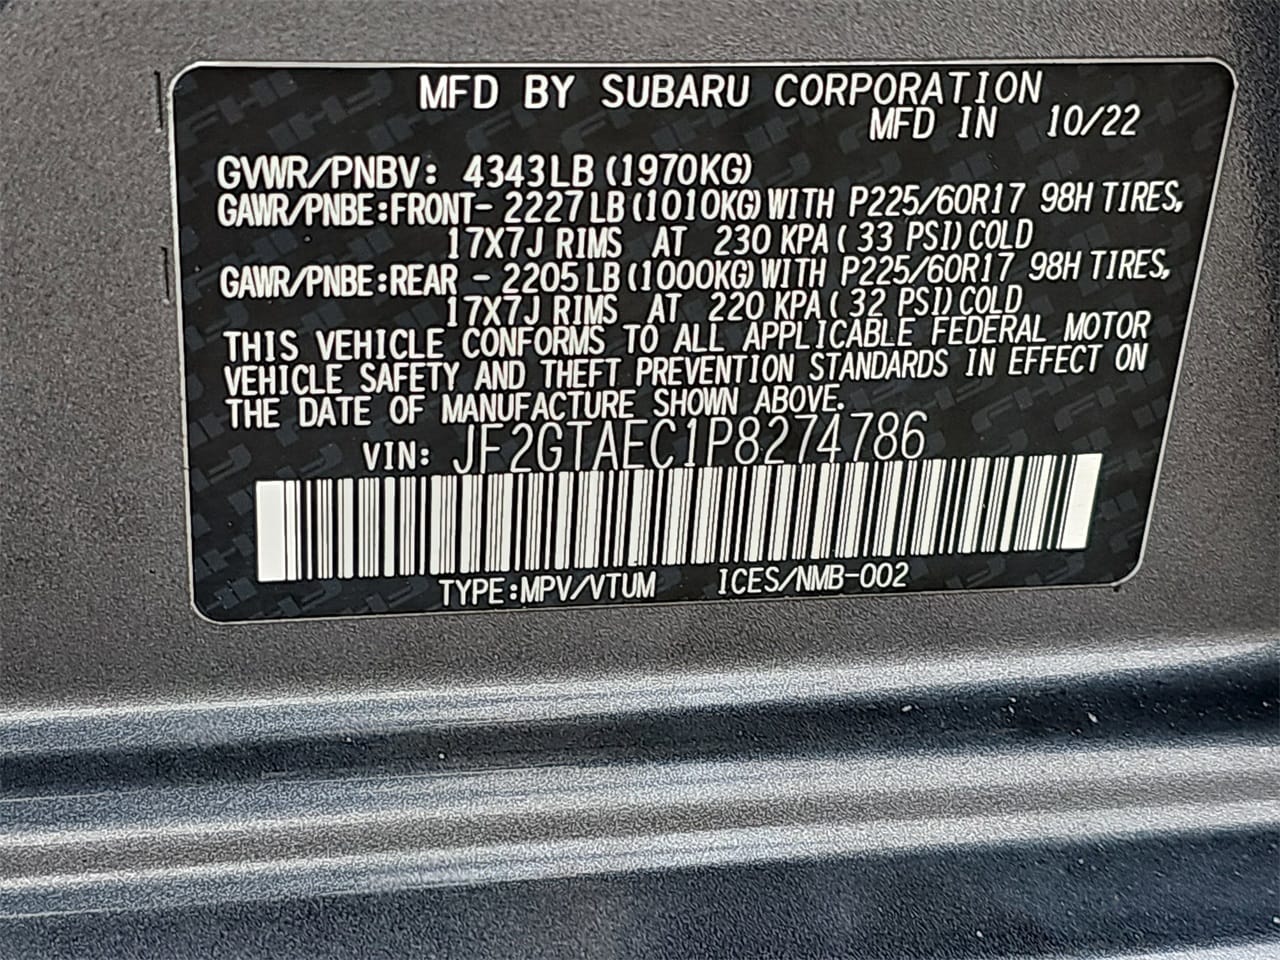 MFD BY SUBARU CORPORATION
MFD IN 10/22
GVWR/PNBV: 4343LB (1970KG)
GAWR/PNBE:FRONT- 2227LB (1010KG) WITH P225/60R17 98H TIRES,
17X7J RIMS AT 230 KPA ( 33 PSI) COLD
GAWR/PNBE:REAR - 2205LB (1000KG) WITH P225/60R17 98H TIRES,
17X7J RIMS AT 220 KPA ( 32 PSI) COLD
THIS VEHICLE CONFORMS TO ALL APPLICABLE FEDERAL MOTOR
VEHICLE SAFETY AND THEFT PREVENTION STANDARDS IN EFFECT ON
THE DATE OF MANUFACTURE SHOWN ABOVE.
VIN: JF2GTAEC1P8274786
TYPE:MPV/VTUM ICES/NMB-002